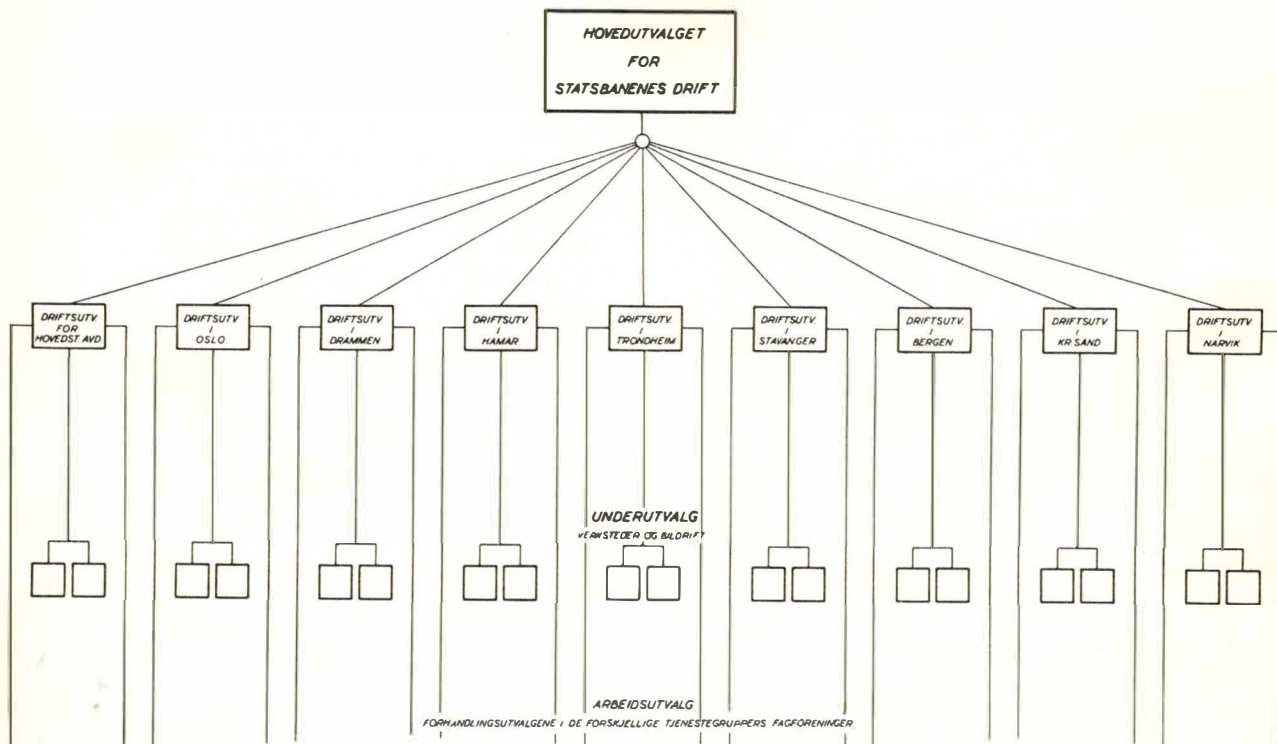 HOVEDUTVALGET
FOR
STATSBANENES DRIFT
DRIFTSUTV.
FOR
HOVEDST AVD
DRIFTSUTV.
I
OSLO
DRIFTSUTV.
I
DRAMMEN
DRIFTSUTV
I
HAMAR
DRIFTSUTV.
I
TRONDHEIM
DRIFTSUTV.
I
STAVANGER
DRIFTSUTV.
I
BERGEN
DRIFTSUTV.
I
KR SAND
DRIFTSUTV.
I
NARVIK
UNDERUTVALG
VERKSTEDER OG BILDRIFT
ARBEIDSUTVALG
FORHANDLINGSUTVALGENE I DE FORSKJELLIGE TJENESTEGRUPPERS FAGFORENINGER